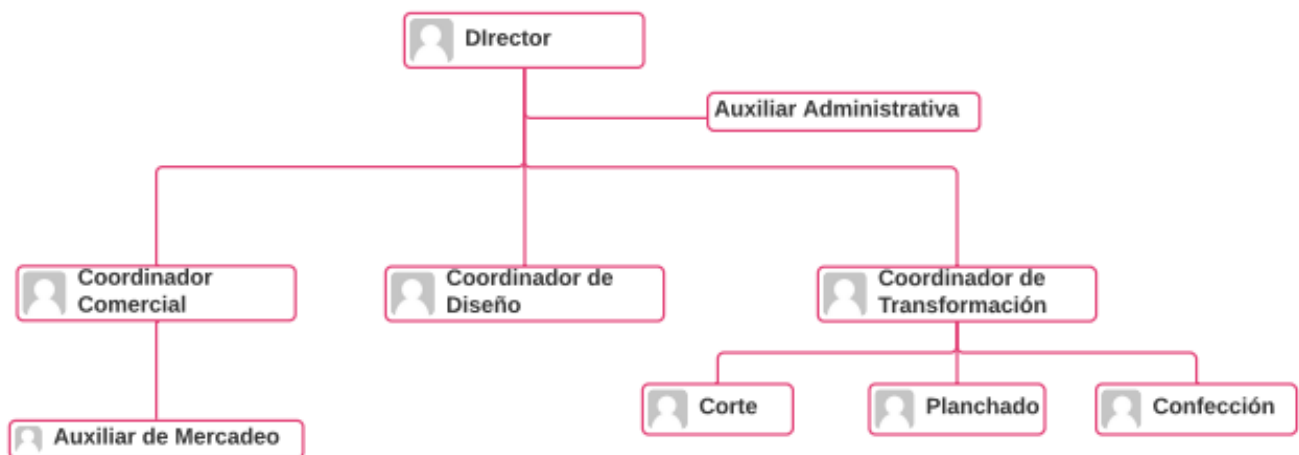 DIrector
Auxiliar Administrativa
Coordinador
Comercial
Coordinador de
Diseño
Coordinador de
Transformación
Corte
Planchado
Confección
Auxiliar de Mercadeo